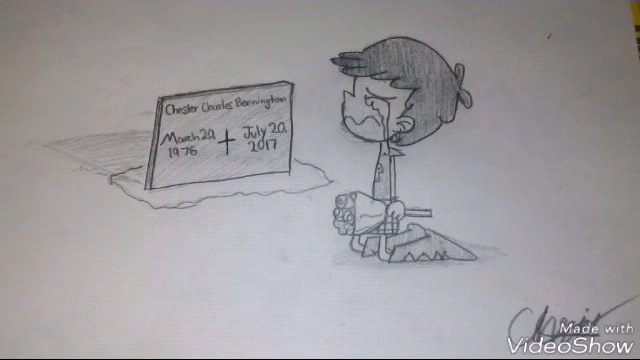 Chester Charles Bennington
March 20, 1976 + July 20, 2017
Made with
VideoShow